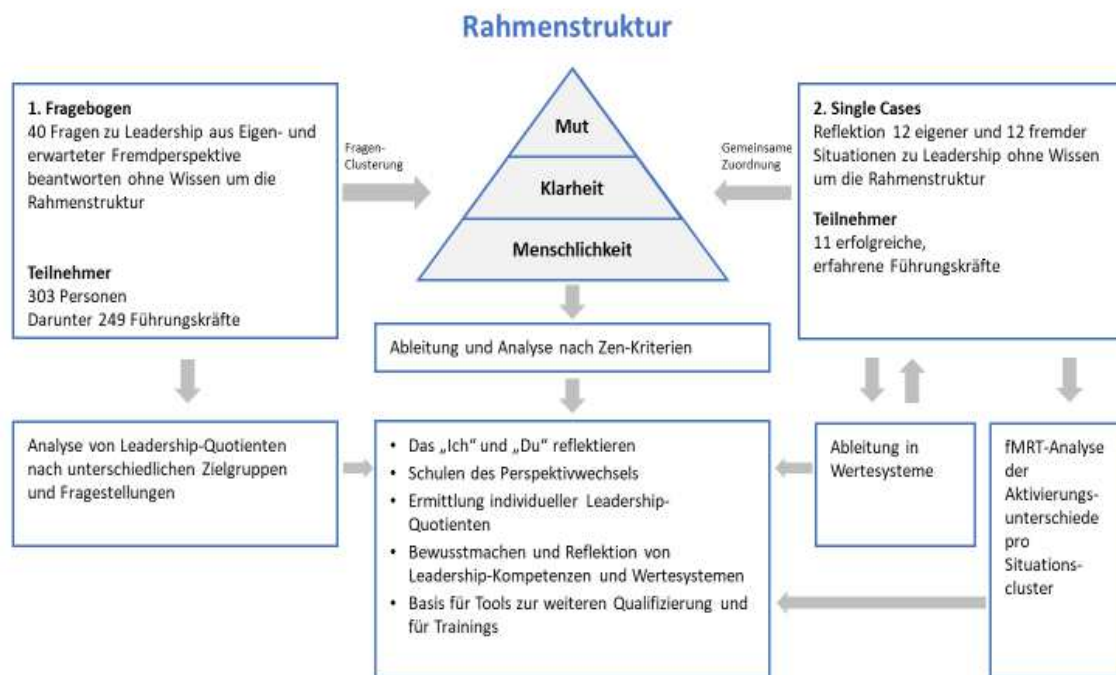 Rahmenstruktur
1. Fragebogen
40 Fragen zu Leadership aus Eigen- und
erwarteter Fremdperspektive
beantworten ohne Wissen um die
Rahmenstruktur
Teilnehmer
303 Personen
Darunter 249 Führungskräfte
Fragen-
Clusterung
Mut
Klarheit
Menschlichkeit
Gemeinsame
Zuordnung
2. Single Cases
Reflektion 12 eigener und 12 fremder
Situationen zu Leadership ohne Wissen
um die Rahmenstruktur
Teilnehmer
11 erfolgreiche,
erfahrene Führungskräfte
Ableitung und Analyse nach Zen-Kriterien
Analyse von Leadership-Quotienten
nach unterschiedlichen Zielgruppen
und Fragestellungen
• Das „Ich“ und „Du“ reflektieren
• Schulen des Perspektivwechsels
• Ermittlung individueller Leadership-
Quotienten
• Bewusstmachen und Reflektion von
Leadership-Kompetenzen und Wertesystemen
• Basis für Tools zur weiteren Qualifizierung und
für Trainings
Ableitung in
Wertesysteme
fMRT-Analyse
der
Aktivierungs-
unterschiede
pro
Situations-
cluster